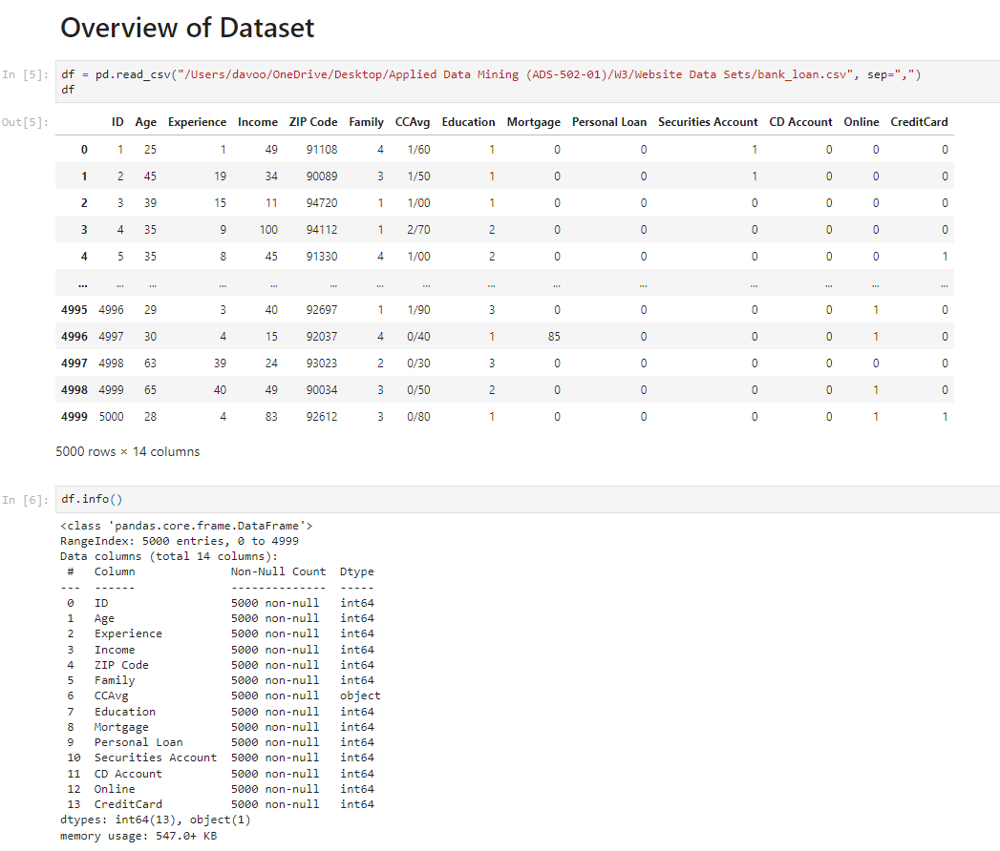 Overview of Dataset
In [5]: df = pd.read_csv("/Users/davoo/OneDrive/Desktop/Applied Data Mining (ADS-502-01)/W3/Website Data Sets/bank_loan.csv", sep=",")
df
Out[5]: ID Age Experience Income ZIP Code Family CCAvg Education Mortgage Personal Loan Securities Account CD Account Online CreditCard
0 1 25 1 49 91108 4 1/60 1 0 0 1 0 0 0
1 2 45 19 34 90089 3 1/50 1 0 0 1 0 0 0
2 3 39 15 11 94720 1 1/00 1 0 0 0 0 0 0
3 4 35 9 100 94112 1 2/70 2 0 0 0 0 0 0
4 5 35 8 45 91330 4 1/00 2 0 0 0 0 0 1
... ... ... ... ... ... ... ... ... ... ... ... ... ... ...
4995 4996 29 3 40 92697 1 1/90 3 0 0 0 0 1 0
4996 4997 30 4 15 92037 4 0/40 1 85 0 0 0 1 0
4997 4998 63 39 24 93023 2 0/30 3 0 0 0 0 0 0
4998 4999 65 40 49 90034 3 0/50 2 0 0 0 0 1 0
4999 5000 28 4 83 92612 3 0/80 1 0 0 0 0 1 1
5000 rows × 14 columns
In [6]: df.info()
<class 'pandas.core.frame.DataFrame'>
RangeIndex: 5000 entries, 0 to 4999
Data columns (total 14 columns):
# Column Non-Null Count Dtype
--- ------ -------------- -----
0 ID 5000 non-null int64
1 Age 5000 non-null int64
2 Experience 5000 non-null int64
3 Income 5000 non-null int64
4 ZIP Code 5000 non-null int64
5 Family 5000 non-null int64
6 CCAvg 5000 non-null object
7 Education 5000 non-null int64
8 Mortgage 5000 non-null int64
9 Personal Loan 5000 non-null int64
10 Securities Account 5000 non-null int64
11 CD Account 5000 non-null int64
12 Online 5000 non-null int64
13 CreditCard 5000 non-null int64
dtypes: int64(13), object(1)
memory usage: 547.0+ KB